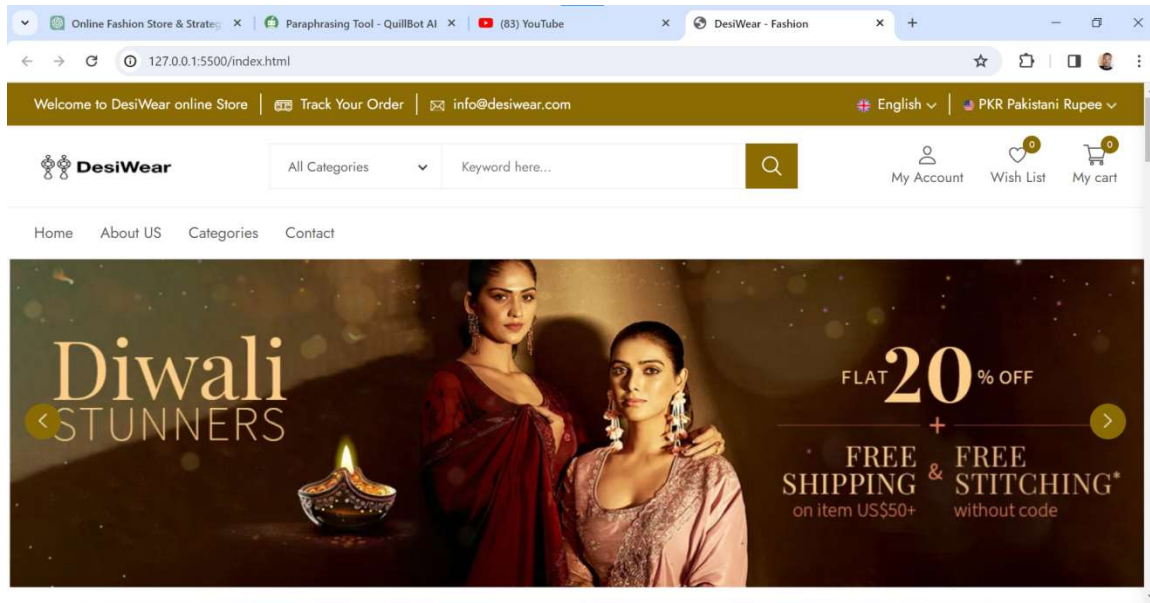 Online Fashion Store & Strateg
Paraphrasing Tool - QuillBot AI
(83) YouTube
DesiWear - Fashion
127.0.0.1:5500/index.html
Welcome to DesiWear online Store
Track Your Order
info@desiwear.com
English
PKR Pakistani Rupee
DesiWear
All Categories
Keyword here...
0
0
My Account
Wish List
My cart
Home
About US
Categories
Contact
Diwali
STUNNERS
FLAT 20% OFF
+
FREE SHIPPING
on item US$50+
&
FREE STITCHING*
without code